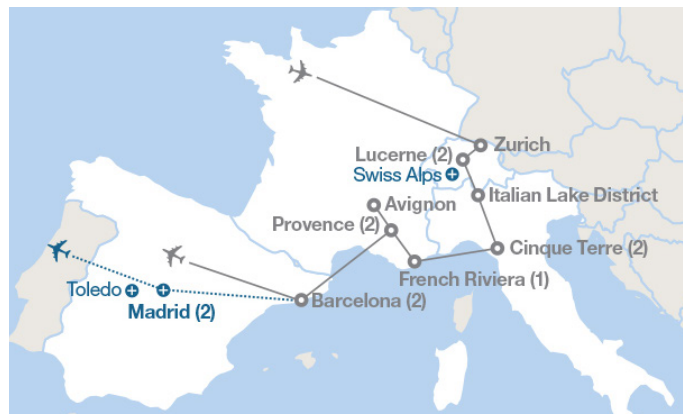 Zurich
Lucerne (2)
Swiss Alps
Italian Lake District
Avignon
Provence (2)
Cinque Terre (2)
French Riviera (1)
Toledo
Madrid (2)
Barcelona (2)